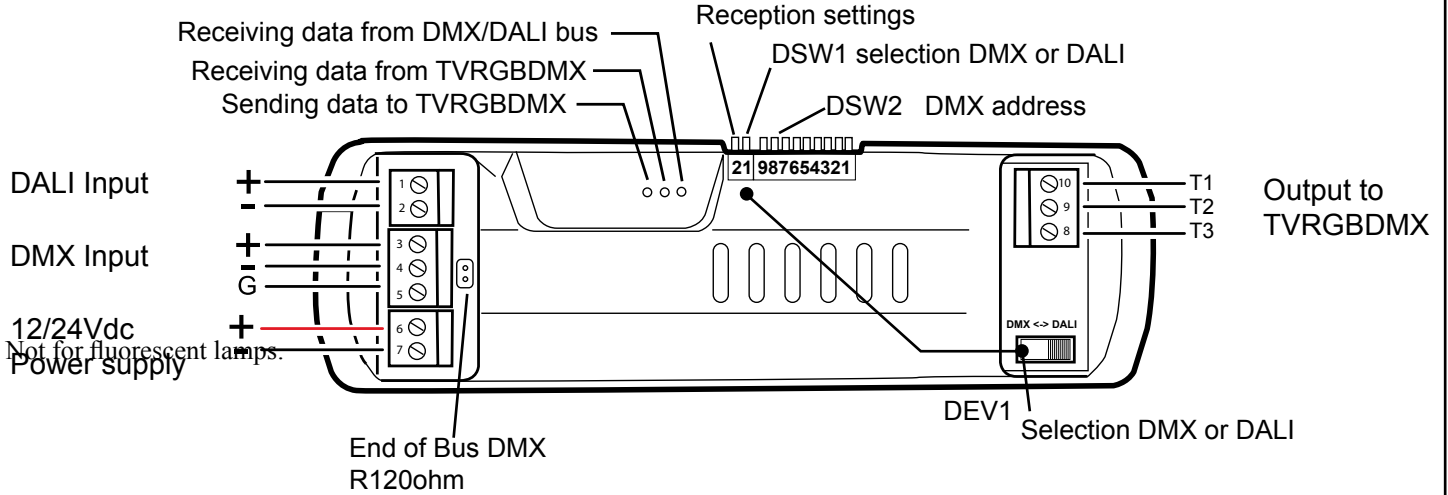 Reception settings
Receiving data from DMX/DALI bus
DSW1 selection DMX or DALI
Receiving data from TVRGBDMX
Sending data to TVRGBDMX
DSW2 DMX address
21 987654321
DALI Input
+
-
1
2
DMX Input
+
-
G
3
4
5
12/24Vdc
Power supply
+
-
6
7
Not for fluorescent lamps.
10
9
8
T1
T2
T3
Output to
TVRGBDMX
DMX <-> DALI
DEV1
Selection DMX or DALI
End of Bus DMX
R120ohm